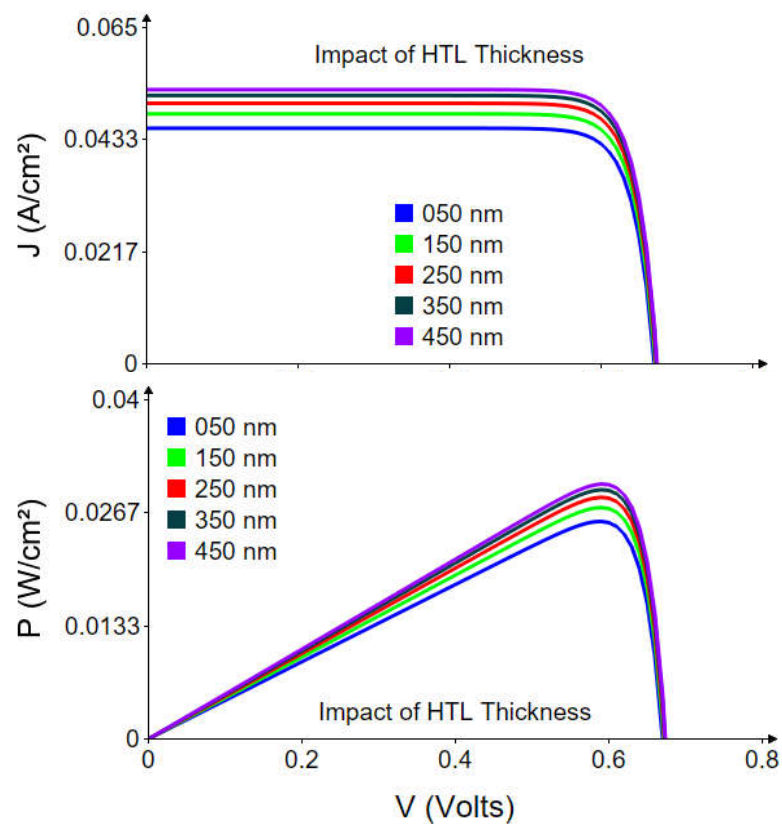 0.065
Impact of HTL Thickness
0.0433
J (A/cm²)
0.0217
0
050 nm
150 nm
250 nm
350 nm
450 nm
0.04
050 nm
150 nm
250 nm
350 nm
450 nm
0.0267
P (W/cm²)
0.0133
Impact of HTL Thickness
0
0
0.2
0.4
0.6
0.8
V (Volts)